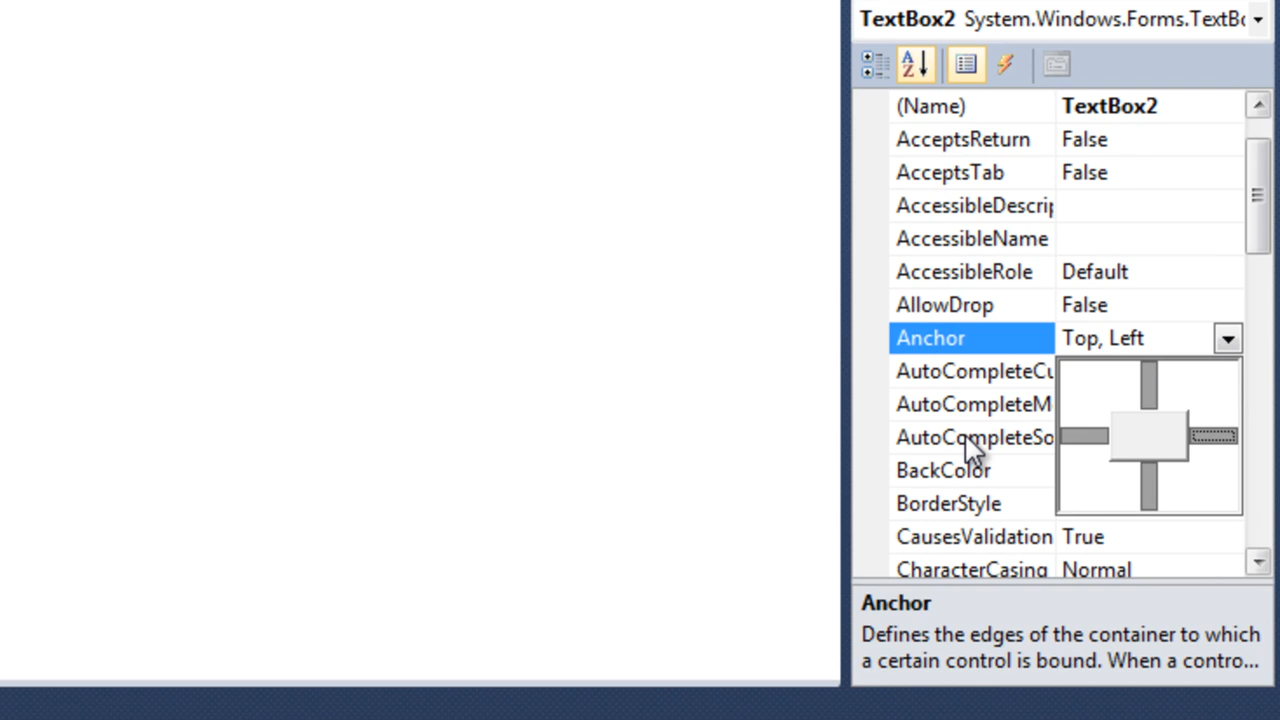 TextBox2 System.Windows.Forms.TextBo
A
Z
(Name) TextBox2
AcceptsReturn False
AcceptsTab False
AccessibleDescrip
AccessibleName
AccessibleRole Default
AllowDrop False
Anchor Top, Left
AutoCompleteCu
AutoCompleteM
AutoCompleteSo
BackColor
BorderStyle
CausesValidation True
CharacterCasing Normal
Anchor
Defines the edges of the container to which
a certain control is bound. When a contro...